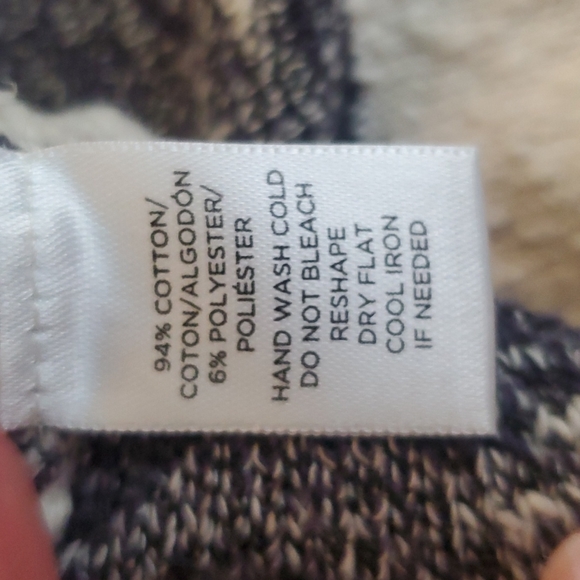 94% COTTON/
COTON/ALGODÓN
6% POLYESTER/
POLIÉSTER
HAND WASH COLD
DO NOT BLEACH
RESHAPE
DRY FLAT
COOL IRON
IF NEEDED